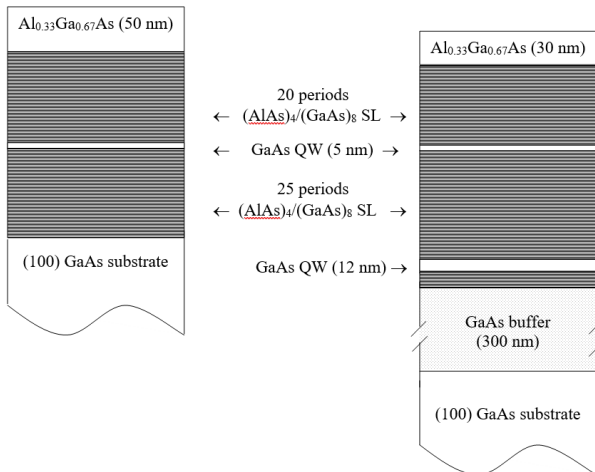 Al₀.₃₃Ga₀.₆₇As (50 nm)
Al₀.₃₃Ga₀.₆₇As (30 nm)
20 periods
← (AlAs)₄/(GaAs)₈ SL →
← GaAs QW (5 nm) →
25 periods
← (AlAs)₄/(GaAs)₈ SL →
(100) GaAs substrate
GaAs QW (12 nm) →
GaAs buffer
(300 nm)
(100) GaAs substrate